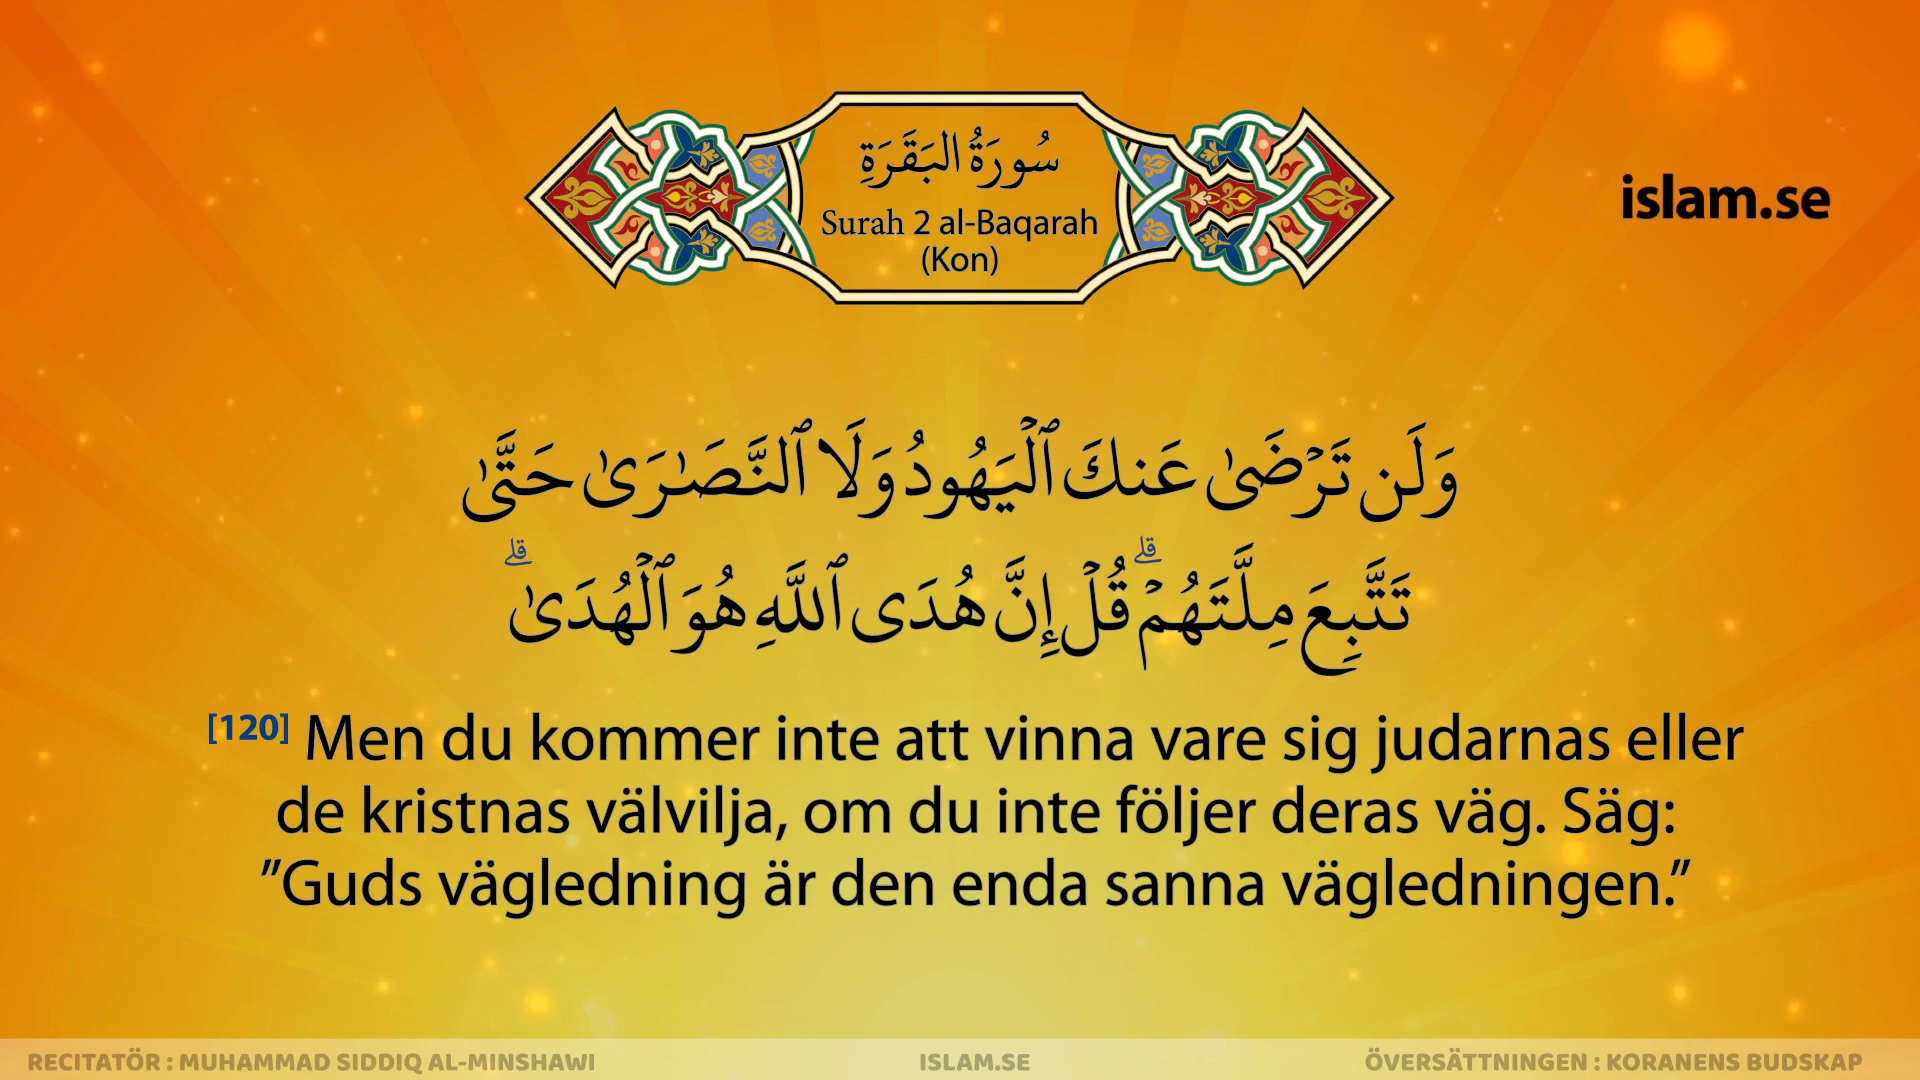 سُورَةُ البَقَرَةِ
Surah 2 al-Baqarah
(Kon)
islam.se
وَلَن تَرۡضَىٰ عَنكَ ٱلۡيَهُودُ وَلَا ٱلنَّصَٰرَىٰ حَتَّىٰ
تَتَّبِعَ مِلَّتَهُمۡۗ قُلۡ إِنَّ هُدَى ٱللَّهِ هُوَ ٱلۡهُدَىٰۗ
[120] Men du kommer inte att vinna vare sig judarnas eller
de kristnas välvilja, om du inte följer deras väg. Säg:
”Guds vägledning är den enda sanna vägledningen.”
RECITATÖR : MUHAMMAD SIDDIQ AL-MINSHAWI
ISLAM.SE
ÖVERSÄTTNINGEN : KORANENS BUDSKAP